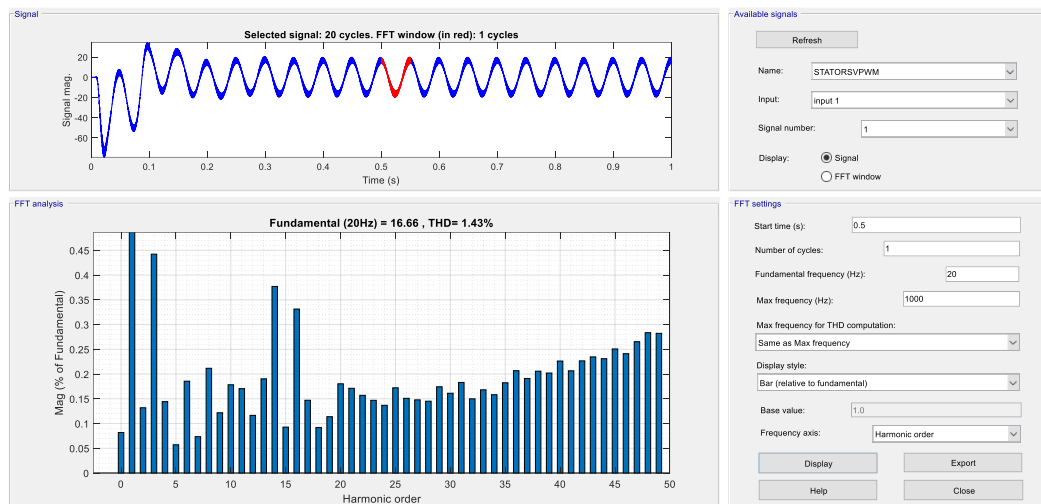 Signal
Selected signal: 20 cycles. FFT window (in red): 1 cycles
20
0
-20
-40
-60
Signal mag.
0 0.1 0.2 0.3 0.4 0.5 0.6 0.7 0.8 0.9 1
Time (s)
FFT analysis
Fundamental (20Hz) = 16.66 , THD= 1.43%
0.45
0.4
0.35
0.3
0.25
0.2
0.15
0.1
0.05
0
Mag (% of Fundamental)
0 5 10 15 20 25 30 35 40 45 50
Harmonic order
Available signals
Refresh
Name: STATORSVPWM
Input: input 1
Signal number: 1
Display: Signal
FFT window
FFT settings
Start time (s): 0.5
Number of cycles: 1
Fundamental frequency (Hz): 20
Max frequency (Hz): 1000
Max frequency for THD computation:
Same as Max frequency
Display style:
Bar (relative to fundamental)
Base value: 1.0
Frequency axis: Harmonic order
Display Export
Help Close